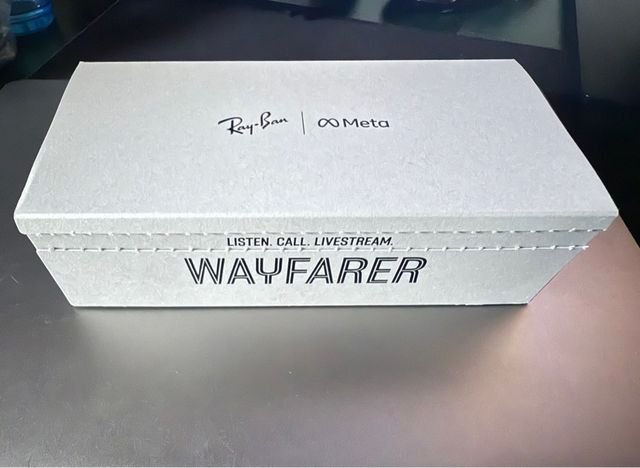 Ray-Ban | ∞ Meta
LISTEN. CALL. LIVESTREAM.
WAYFARER